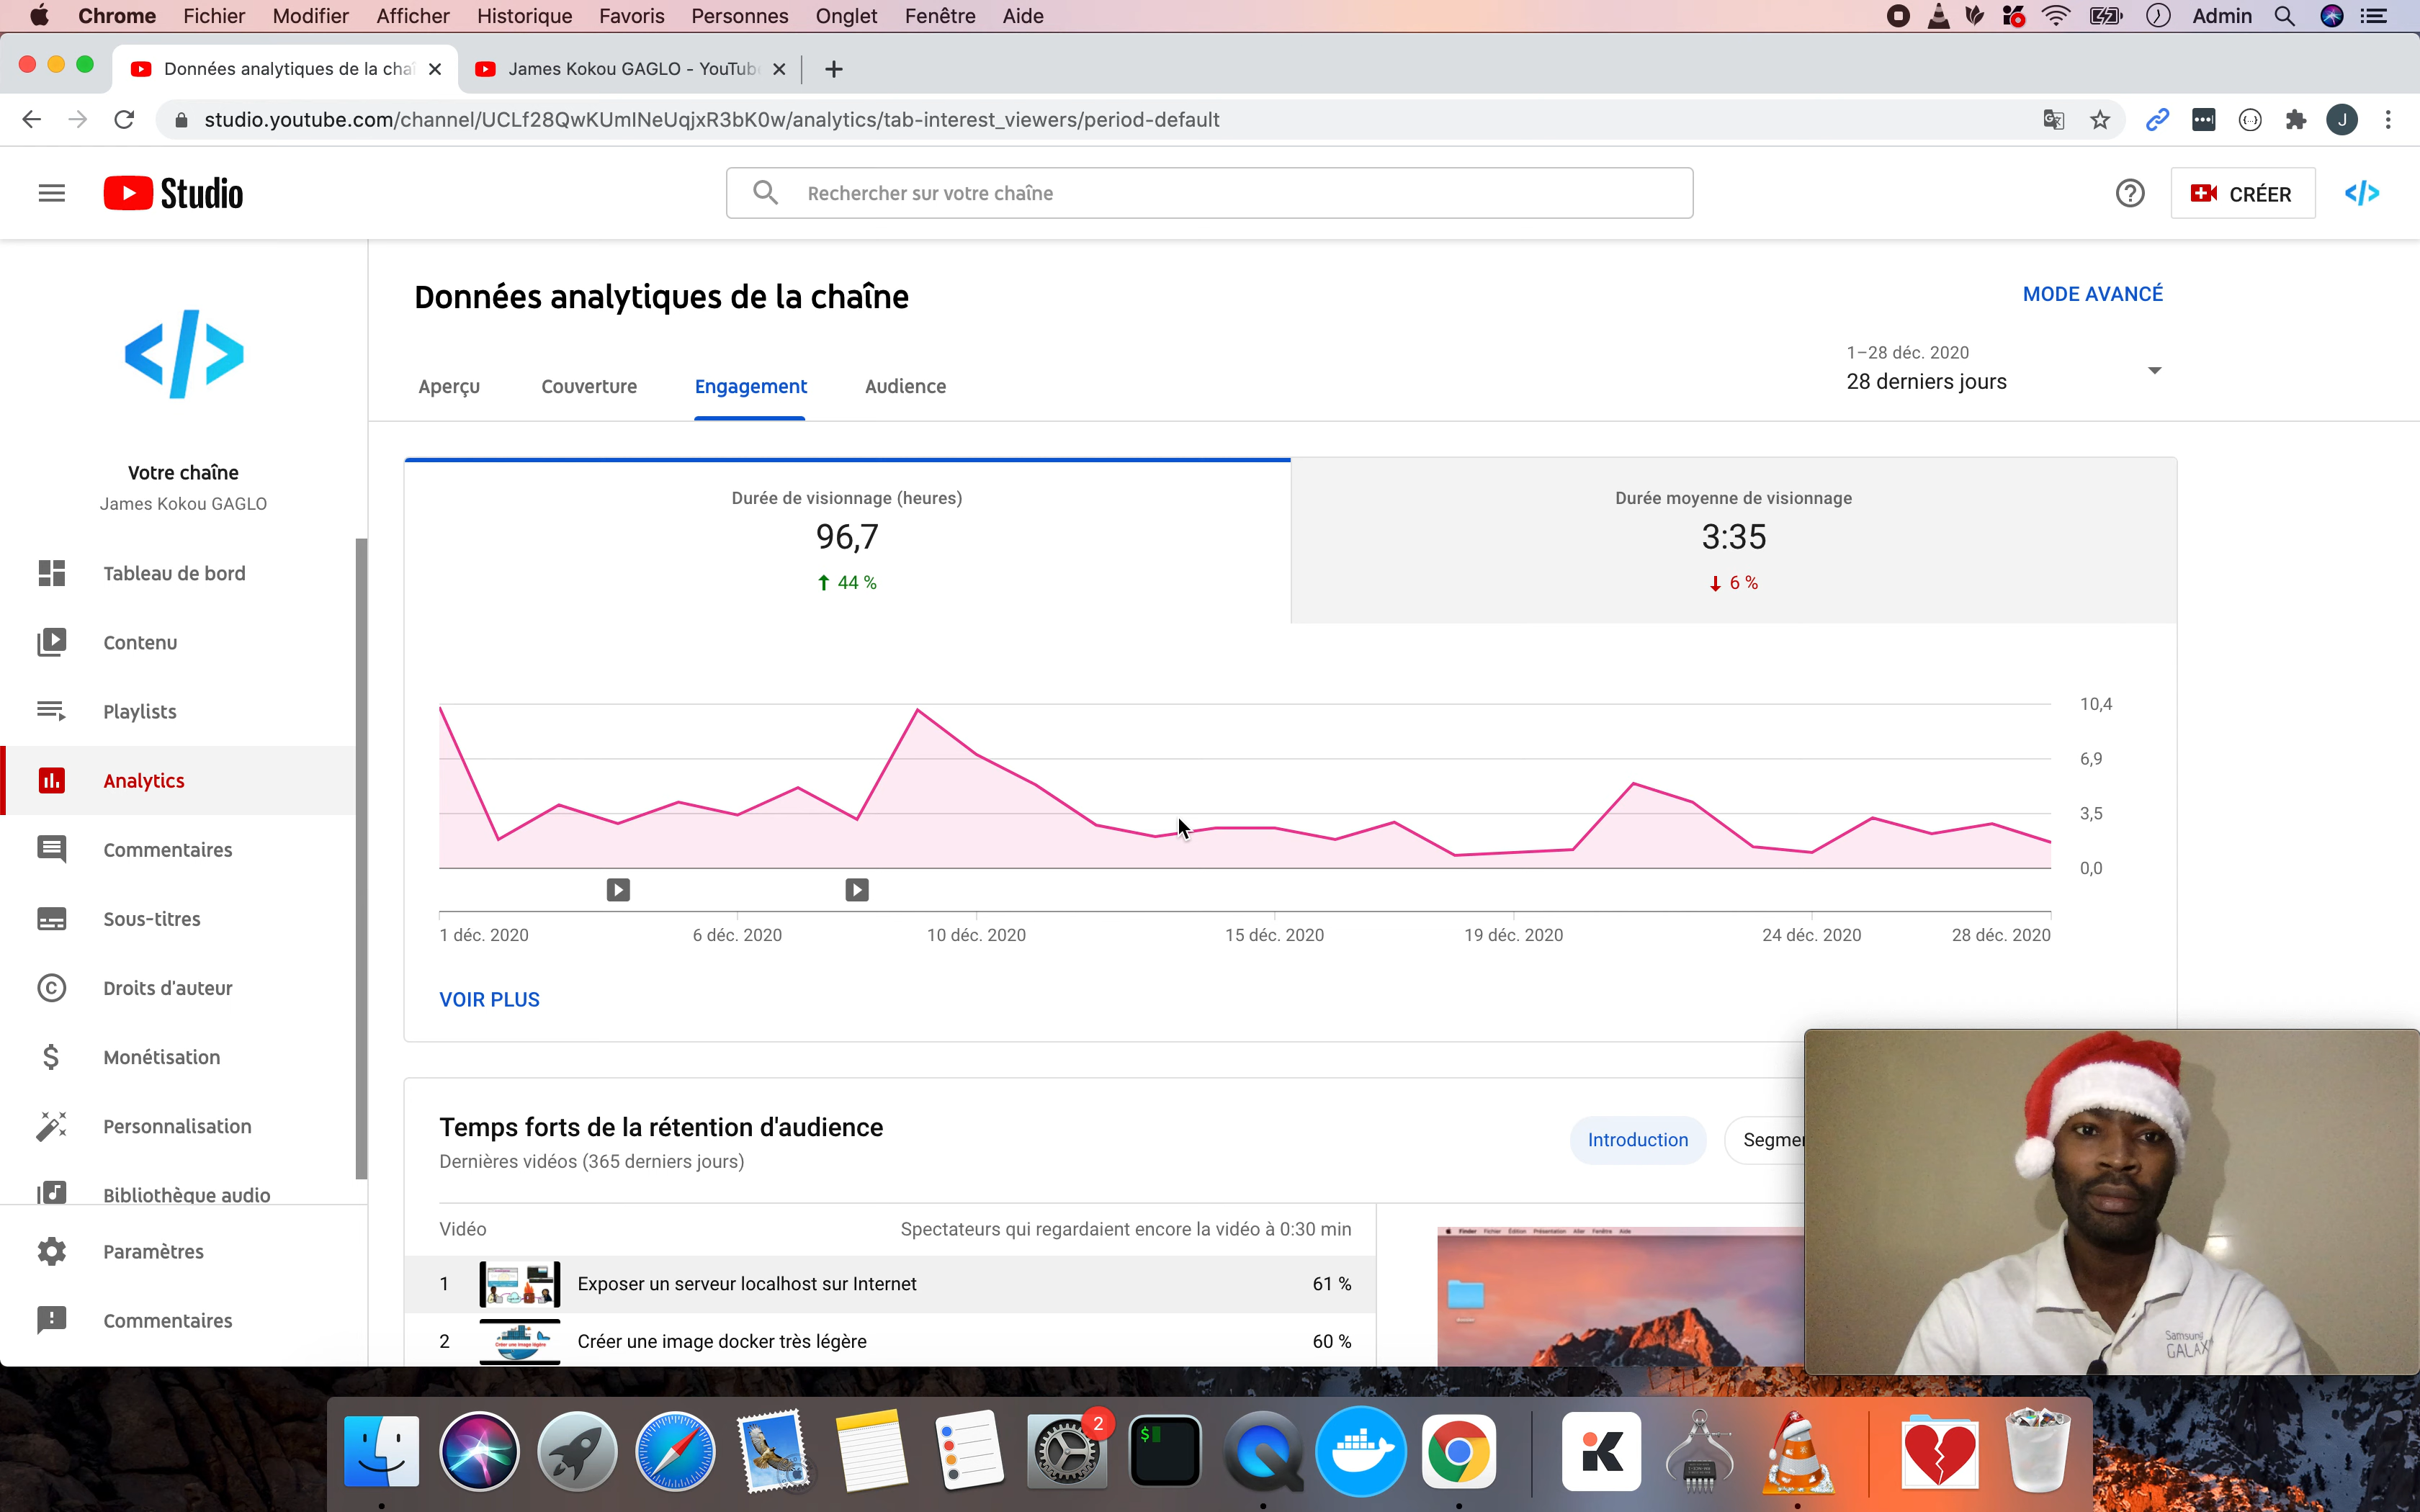 Chrome Fichier Modifier Afficher Historique Favoris Personnes Onglet Fenêtre Aide Admin
Données analytiques de la chaî James Kokou GAGLO - YouTube
studio.youtube.com/channel/UCLf28QwKUmINeUqjxR3bK0w/analytics/tab-interest_viewers/period-default J
Studio Rechercher sur votre chaîne CRÉER
Données analytiques de la chaîne MODE AVANCÉ
1–28 déc. 2020
28 derniers jours
Aperçu Couverture Engagement Audience
Votre chaîne
James Kokou GAGLO
Tableau de bord
Contenu
Playlists
Analytics
Commentaires
Sous-titres
Droits d'auteur
Monétisation
Personnalisation
Bibliothèque audio
Paramètres
Commentaires
Durée de visionnage (heures)
96,7
44 %
Durée moyenne de visionnage
3:35
6 %
10,4
6,9
3,5
0,0
1 déc. 2020 6 déc. 2020 10 déc. 2020 15 déc. 2020 19 déc. 2020 24 déc. 2020 28 déc. 2020
VOIR PLUS
Temps forts de la rétention d'audience
Dernières vidéos (365 derniers jours)
Introduction Segmen
Vidéo Spectateurs qui regardaient encore la vidéo à 0:30 min
1 Exposer un serveur localhost sur Internet 61 %
2 Créer une image docker très légère 60 %
Samsung
GALAX
2
$